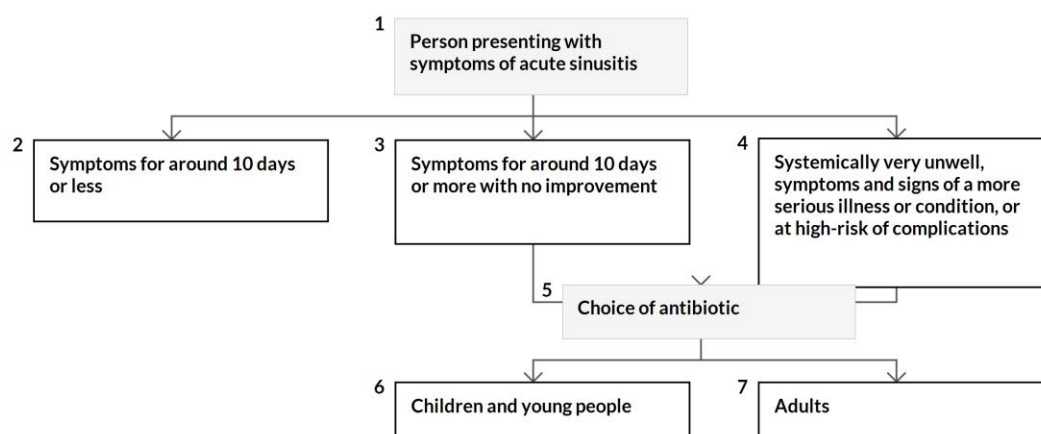 1
Person presenting with
symptoms of acute sinusitis
2
Symptoms for around 10 days
or less
3
Symptoms for around 10 days
or more with no improvement
4
Systemically very unwell,
symptoms and signs of a more
serious illness or condition, or
at high-risk of complications
5
Choice of antibiotic
6
Children and young people
7
Adults